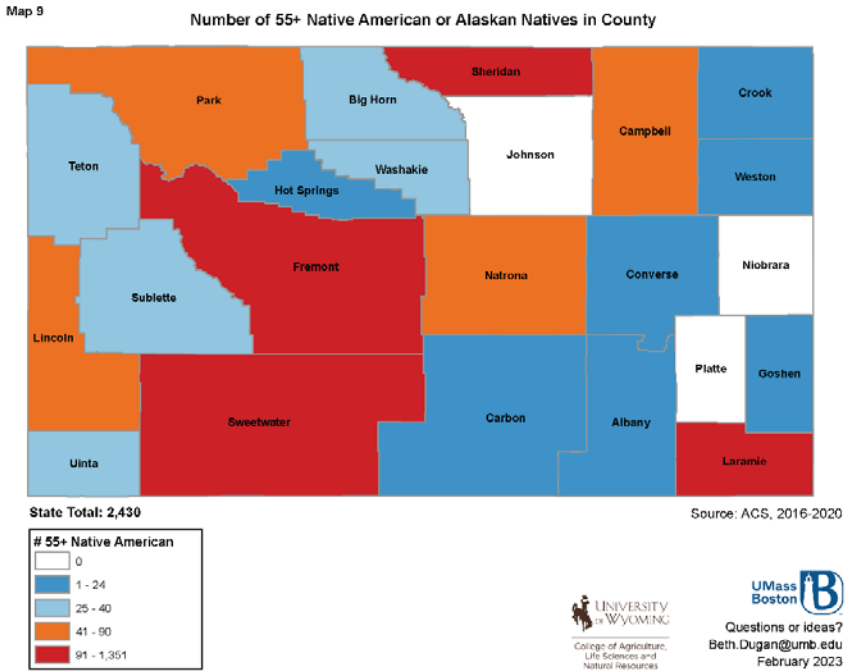 Map 9
Number of 55+ Native American or Alaskan Natives in County
Sheridan
Park
Big Horn
Crook
Campbell
Johnson
Teton
Washakie
Weston
Hot Springs
Fremont
Natrona
Converse
Niobrara
Sublette
Lincoln
Platte
Goshen
Sweetwater
Carbon
Albany
Uinta
Laramie
State Total: 2,430
Source: ACS, 2016-2020
# 55+ Native American
0
1 - 24
25 - 40
41 - 90
91 - 1,351
UNIVERSITY
OF WYOMING
College of Agriculture,
Life Sciences and
Natural Resources
UMass
Boston
B
Questions or ideas?
Beth.Dugan@umb.edu
February 2023